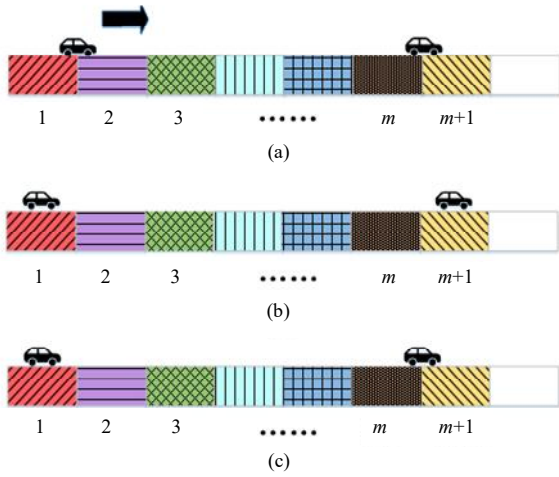 1 2 3 ...... m m+1
(a)
1 2 3 ...... m m+1
(b)
1 2 3 ...... m m+1
(c)